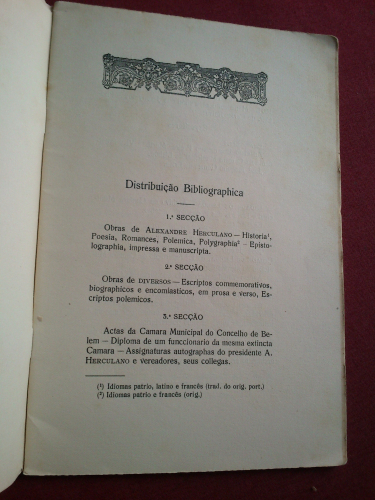 Distribuição Bibliographica
1.ª SECÇÃO
Obras de ALEXANDRE HERCULANO — Historia¹,
Poesia, Romances, Polemica, Polygraphia² — Episto-
lographia, impressa e manuscripta.
2.ª SECÇÃO
Obras de DIVERSOS — Escriptos commemorativos,
biographicos e encomiasticos, em prosa e verso, Es-
criptos polemicos.
3.ª SECÇÃO
Actas da Camara Municipal do Concelho de Be-
lem — Diploma de um funccionario da mesma extincta
Camara — Assignaturas autographas do presidente A.
HERCULANO e vereadores, seus collegas.
(¹) Idiomas patrio, latino e francês (trad. do orig. port.)
(²) Idiomas patrio e francês (orig.)